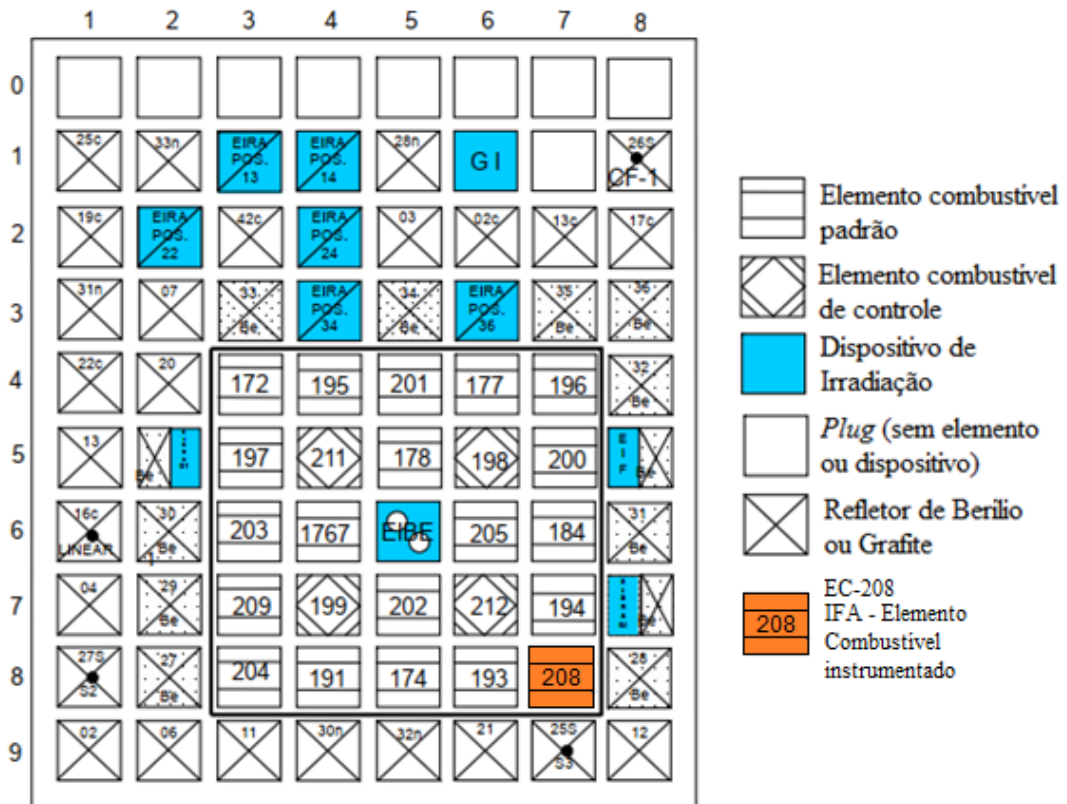 1 2 3 4 5 6 7 8
0
1
25c 33n EIRA POS. 13 EIRA POS. 14 28n G I 26S CF-1
2
19c EIRA POS. 22 42c EIRA POS. 24 03 02c 13c 17c
3
31n 07 33 Be EIRA POS. 34 34 Be EIRA POS. 36 35 Be 36 Be
4
22c 20 172 195 201 177 196 32 Be
5
13 Be 197 211 178 198 200 E I F Be
6
16c LINEAR 30 Be 203 1767 EIBE 205 184 31 Be
7
04 29 Be 209 199 202 212 194 Be
8
27S S2 27 Be 204 191 174 193 208 28 Be
9
02 06 11 30n 32n 21 25S S3 12
Elemento combustível
padrão
Elemento combustível
de controle
Dispositivo de
Irradiação
Plug (sem elemento
ou dispositivo)
Refletor de Berílio
ou Grafite
208
EC-208
IFA - Elemento
Combustível
instrumentado